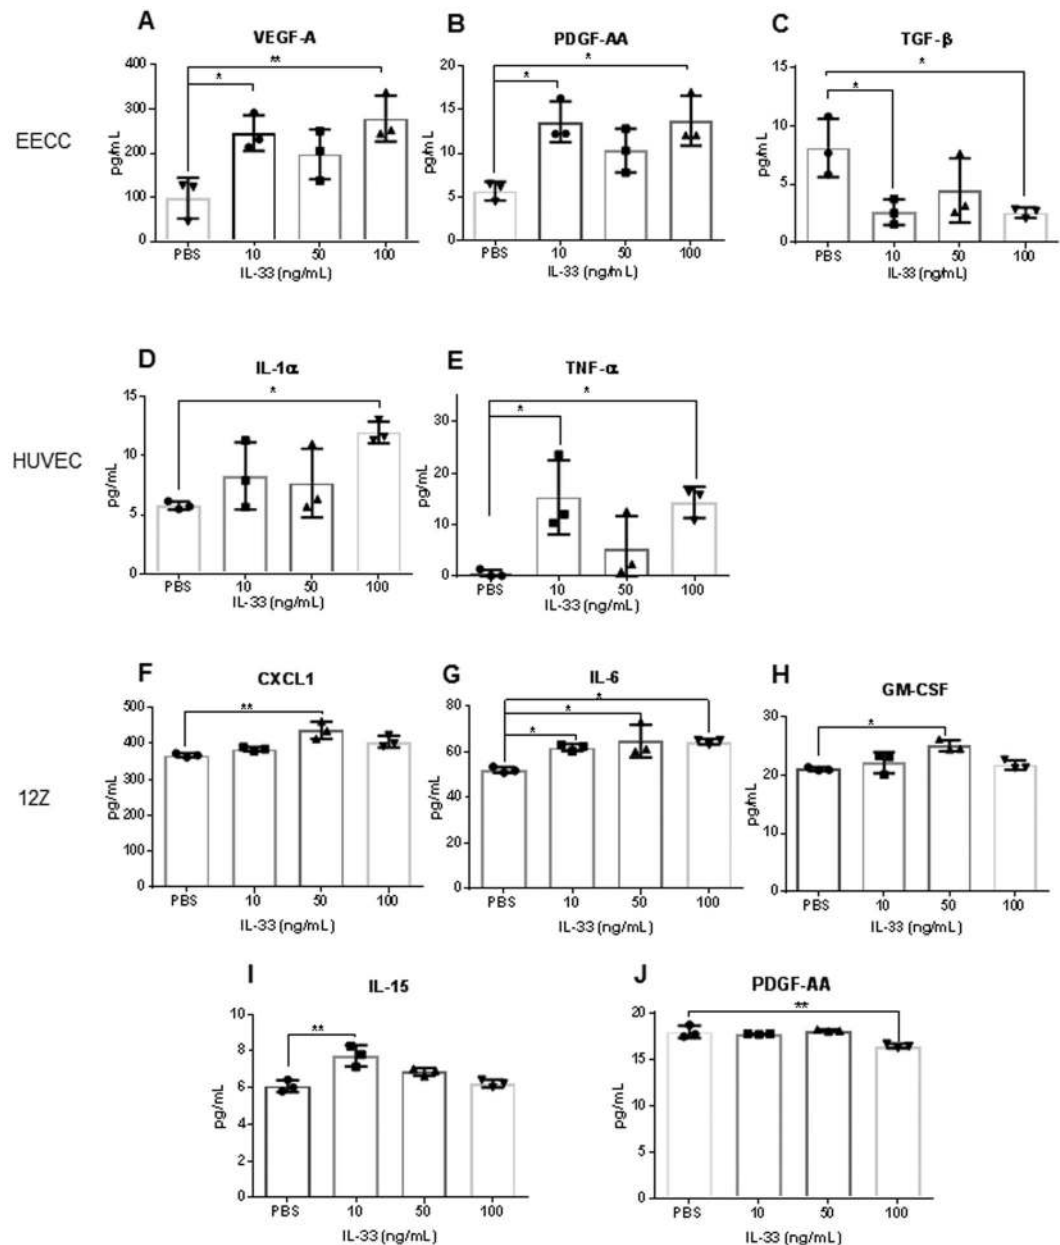 A
VEGF-A
**
*
400
300
200
100
0
pg/mL
PBS
10
50
100
IL-33 (ng/mL)
B
PDGF-AA
*
*
20
15
10
5
0
pg/mL
PBS
10
50
100
IL-33 (ng/mL)
C
TGF-β
*
*
15
10
5
0
pg/mL
PBS
10
50
100
IL-33 (ng/mL)
EECC
D
IL-1α
*
15
10
5
0
pg/mL
PBS
10
50
100
IL-33 (ng/mL)
E
TNF-α
*
*
30
20
10
0
pg/mL
PBS
10
50
100
IL-33 (ng/mL)
HUVEC
F
CXCL1
**
500
400
300
200
100
0
pg/mL
PBS
10
50
100
IL-33 (ng/mL)
G
IL-6
*
*
*
80
60
40
20
0
pg/mL
PBS
10
50
100
IL-33 (ng/mL)
H
GM-CSF
*
30
20
10
0
pg/mL
PBS
10
50
100
IL-33 (ng/mL)
12Z
I
IL-15
**
10
8
6
4
2
0
pg/mL
PBS
10
50
100
IL-33 (ng/mL)
J
PDGF-AA
**
20
15
10
5
0
pg/mL
PBS
10
50
100
IL-33 (ng/mL)